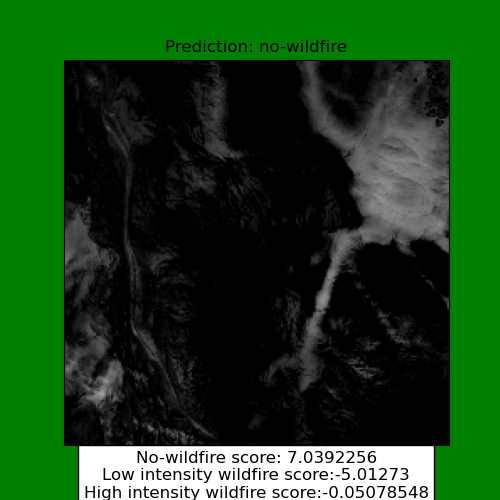 Prediction: no-wildfire
No-wildfire score: 7.0392256
Low intensity wildfire score:-5.01273
High intensity wildfire score:-0.05078548